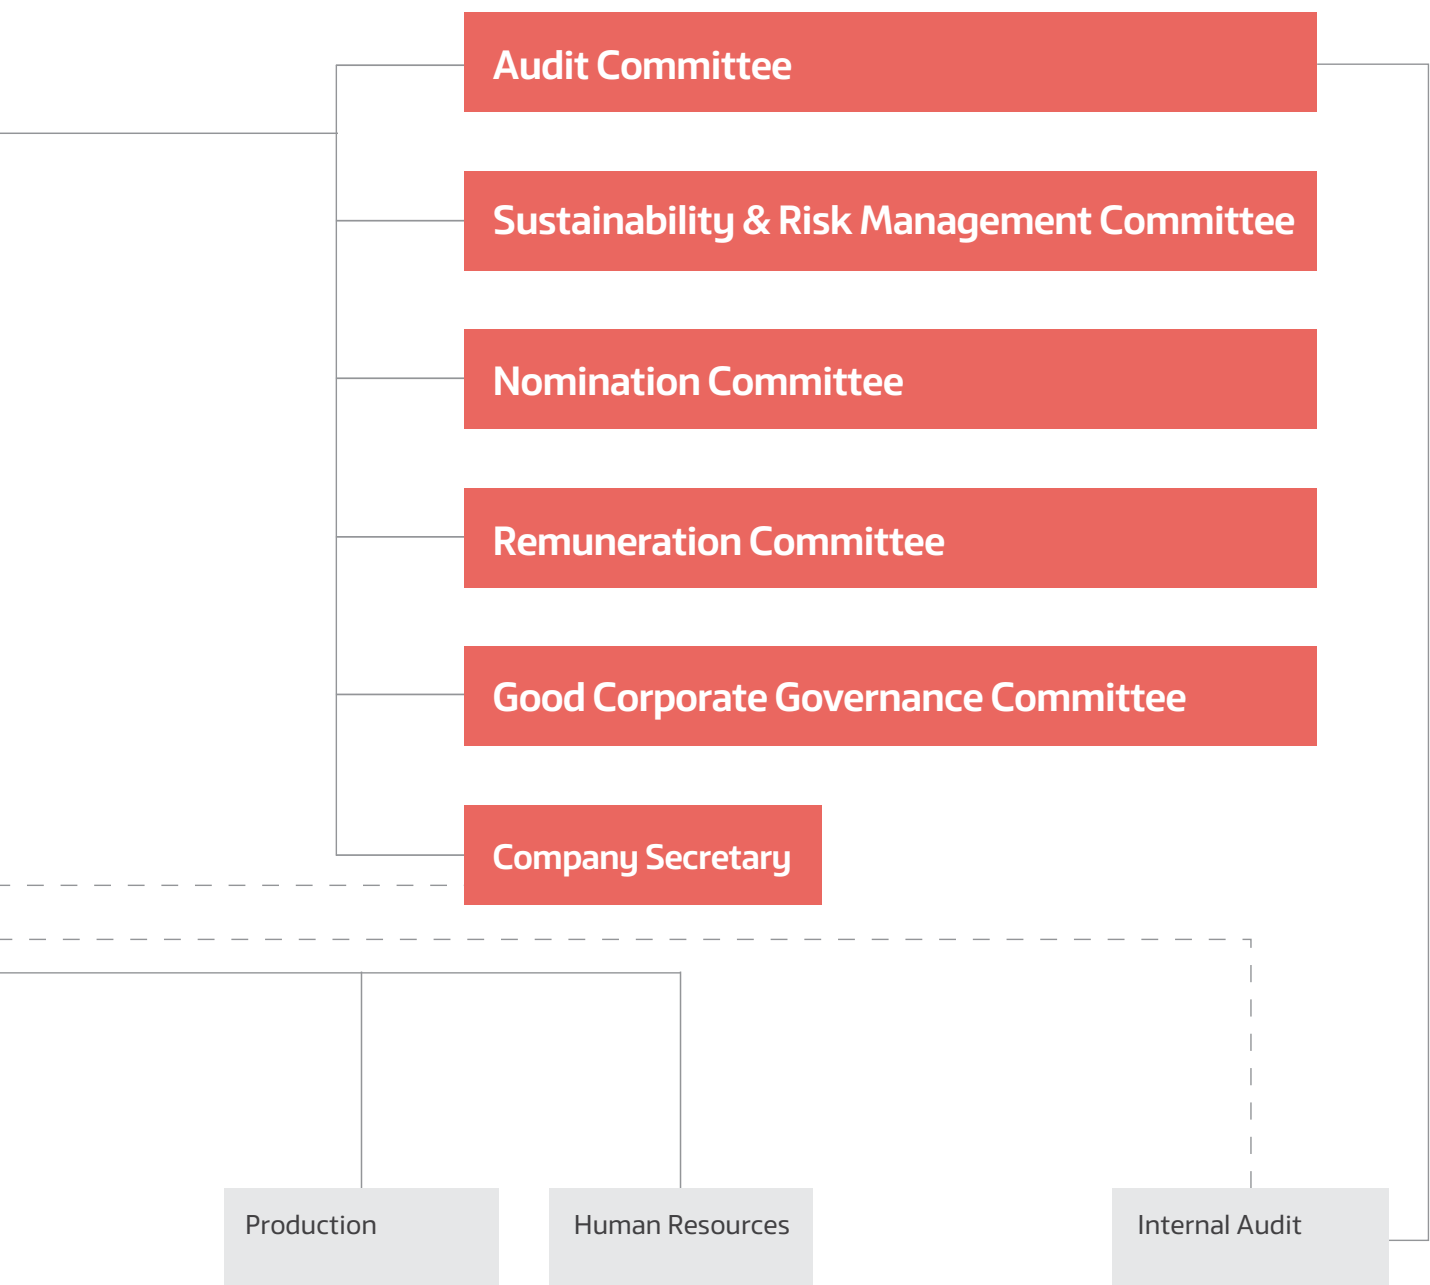 Audit Committee
Sustainability & Risk Management Committee
Nomination Committee
Remuneration Committee
Good Corporate Governance Committee
Company Secretary
Production
Human Resources
Internal Audit